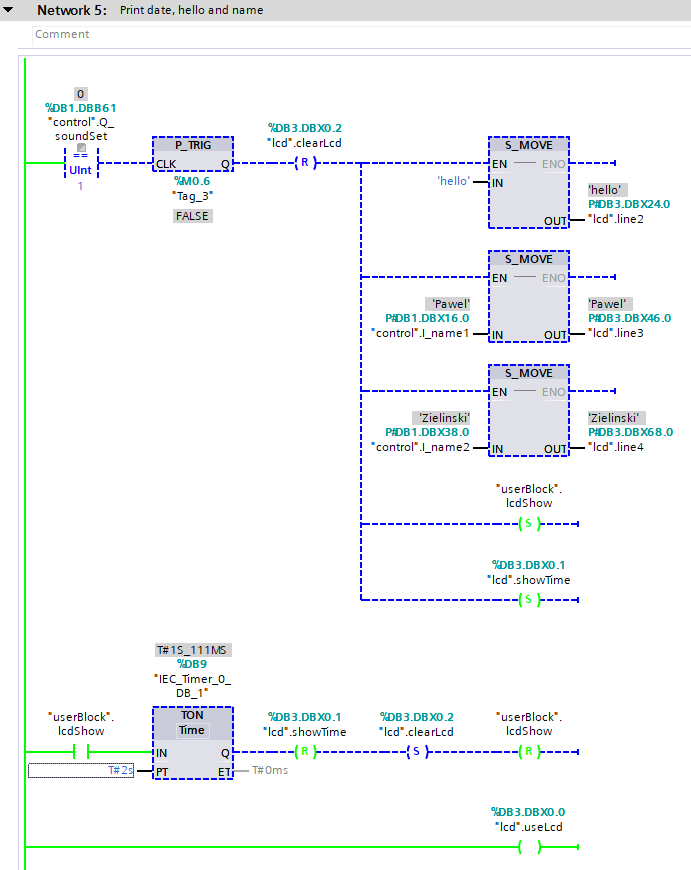 Network 5: Print date, hello and name
Comment
0
%DB1.DBB61
"control".Q_
soundSet
==
UInt
1
P_TRIG
CLK Q
%M0.6
"Tag_3"
FALSE
%DB3.DBX0.2
"lcd".clearLcd
R
S_MOVE
EN ENO
'hello' IN
OUT
'hello'
P#DB3.DBX24.0
"lcd".line2
S_MOVE
EN ENO
'Pawel'
P#DB1.DBX16.0
"control".I_name1 IN
OUT
'Pawel'
P#DB3.DBX46.0
"lcd".line3
S_MOVE
EN ENO
'Zielinski'
P#DB1.DBX38.0
"control".I_name2 IN
OUT
'Zielinski'
P#DB3.DBX68.0
"lcd".line4
"userBlock".
lcdShow
S
%DB3.DBX0.1
"lcd".showTime
S
"userBlock".
lcdShow
T#1S_111MS
%DB9
"IEC_Timer_0_
DB_1"
TON
Time
IN Q
T#2s PT ET T#0ms
%DB3.DBX0.1
"lcd".showTime
R
%DB3.DBX0.2
"lcd".clearLcd
S
"userBlock".
lcdShow
R
%DB3.DBX0.0
"lcd".useLcd